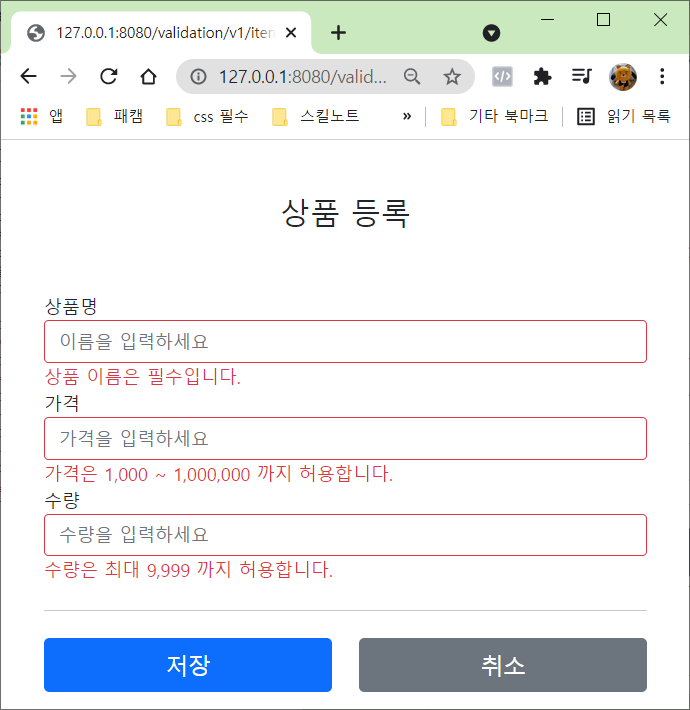 127.0.0.1:8080/validation/v1/iten
127.0.0.1:8080/valid...
앱 패캠 css 필수 스킬노트 » 기타 북마크 읽기 목록
상품 등록
상품명
이름을 입력하세요
상품 이름은 필수입니다.
가격
가격을 입력하세요
가격은 1,000 ~ 1,000,000 까지 허용합니다.
수량
수량을 입력하세요
수량은 최대 9,999 까지 허용합니다.
저장 취소